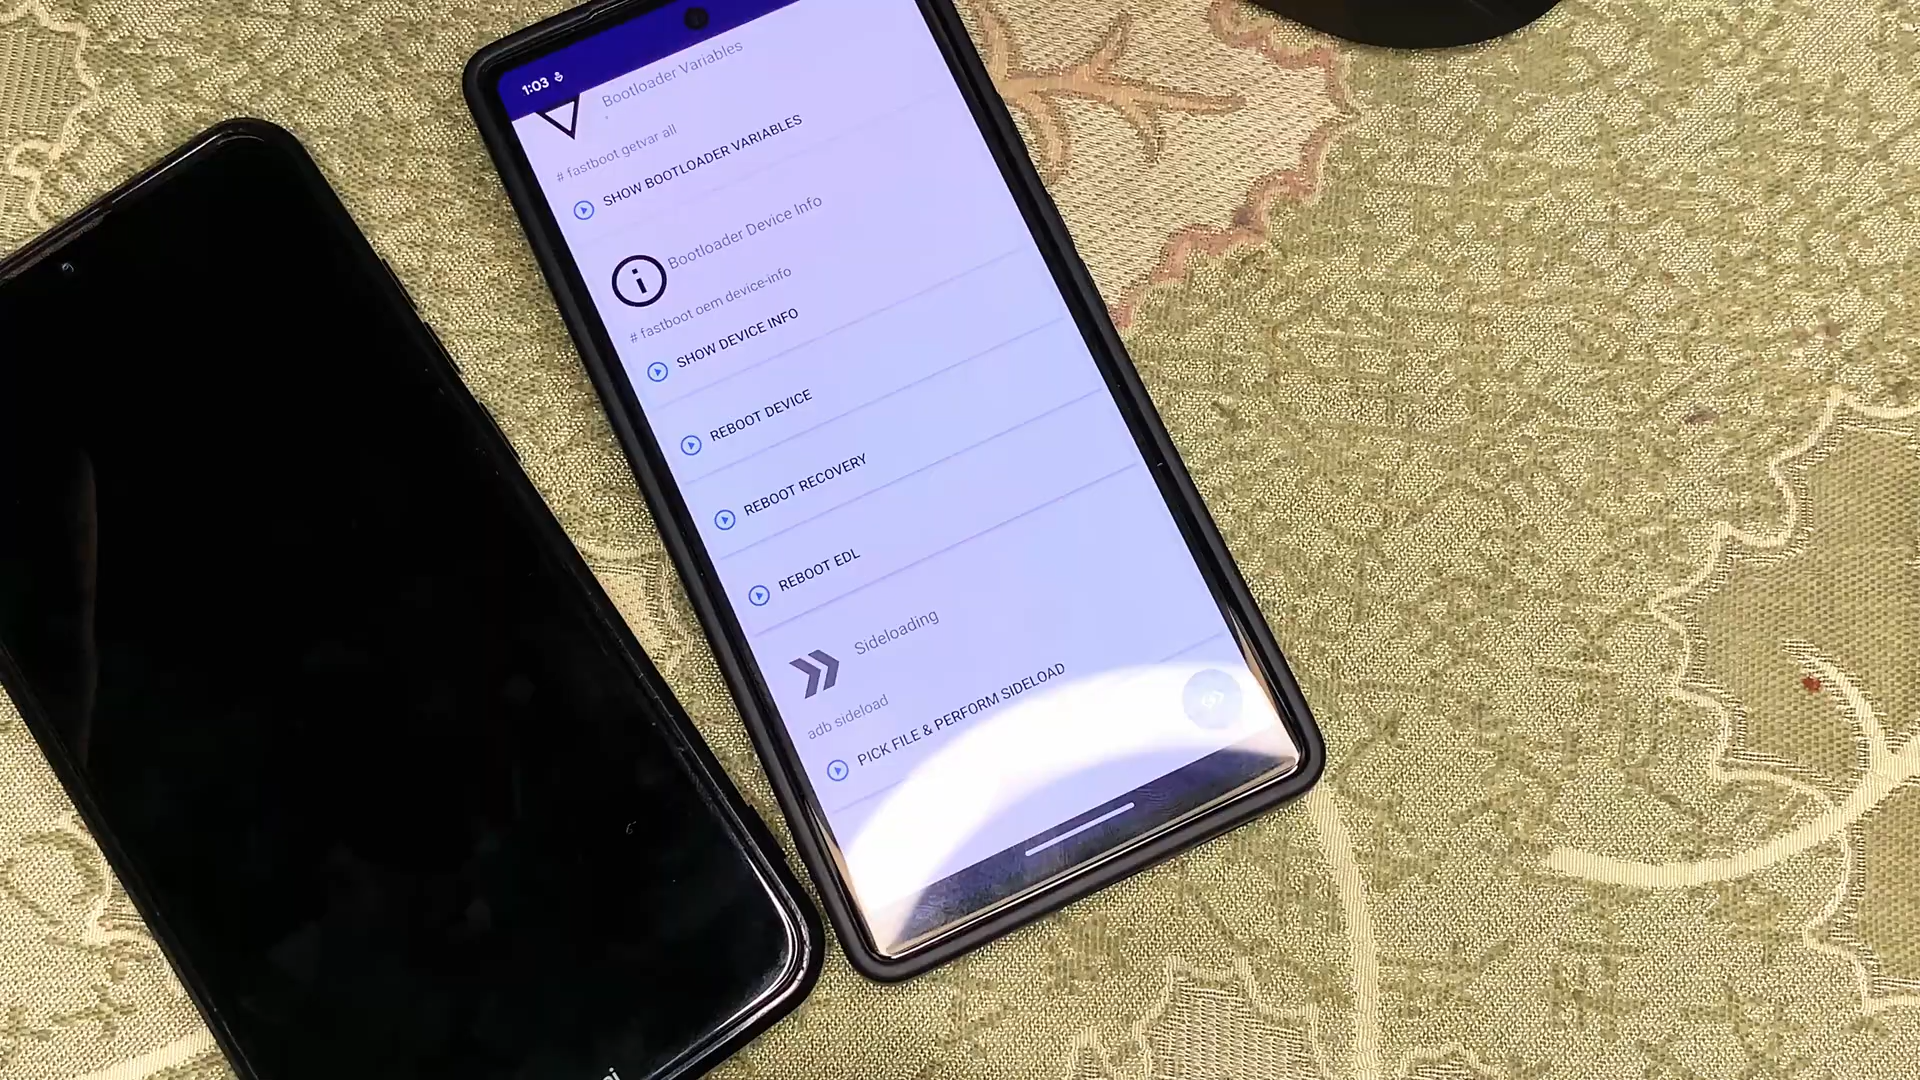 1:03
Bootloader Variables
# fastboot getvar all
SHOW BOOTLOADER VARIABLES
Bootloader Device Info
# fastboot oem device-info
SHOW DEVICE INFO
REBOOT DEVICE
REBOOT RECOVERY
REBOOT EDL
Sideloading
adb sideload
PICK FILE & PERFORM SIDELOAD